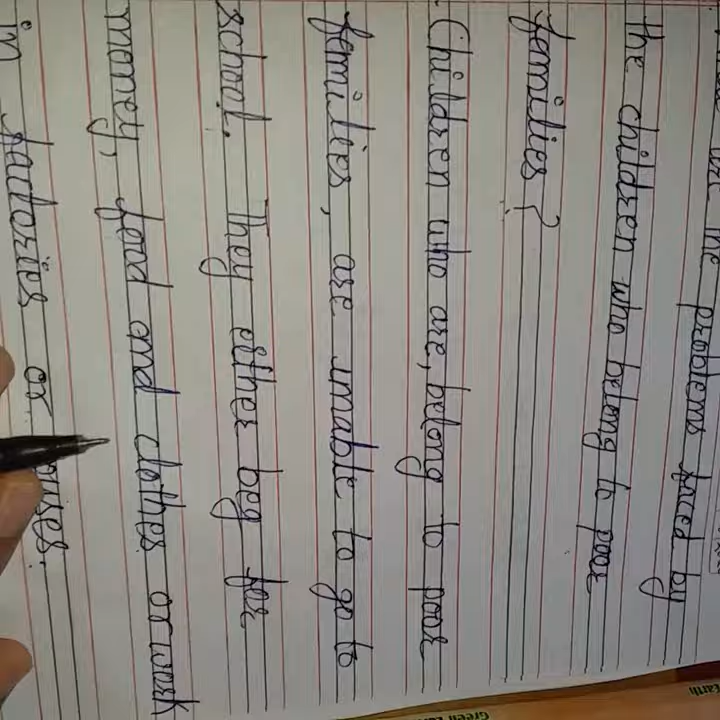 the problems faced by
the children who belong to poor
families?
Children who are, belong to poor
families, are unable to go to
school. They either beg for
money, food and clothes or work
in factories or houses.
Earth